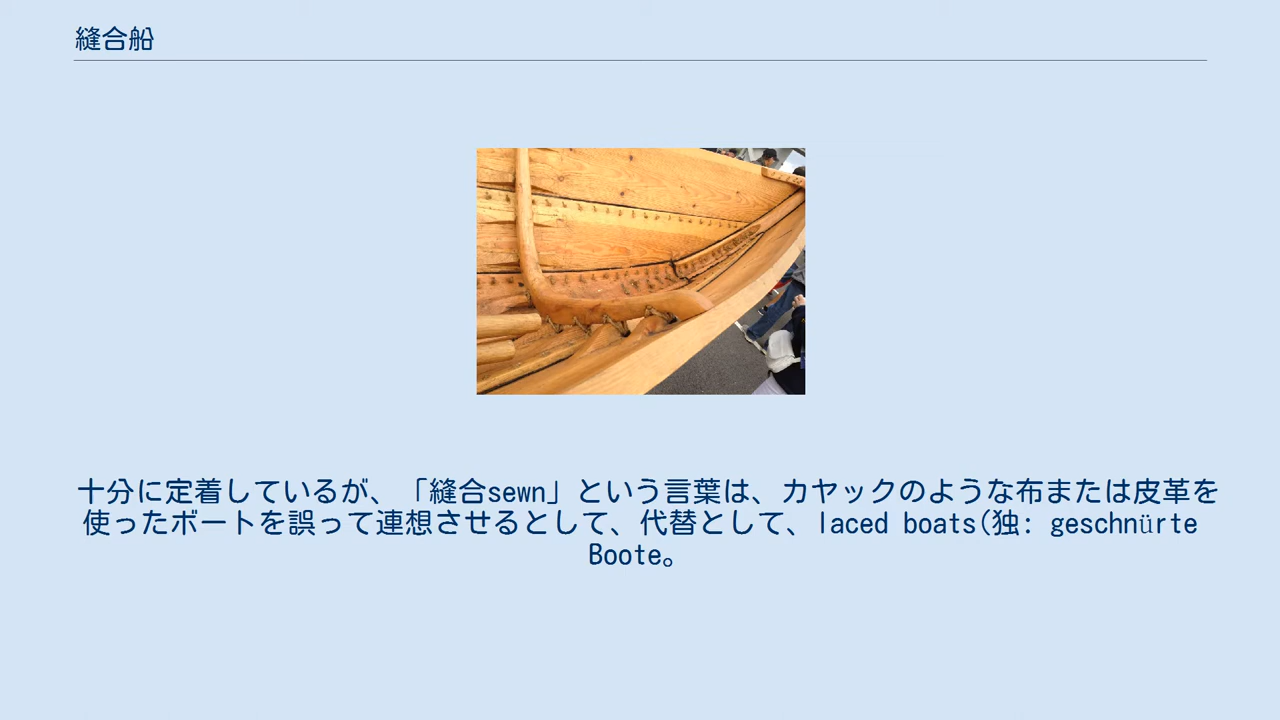 縫合船
十分に定着しているが、「縫合sewn」という言葉は、カヤックのような布または皮革を
使ったボートを誤って連想させるとして、代替として、laced boats(独: geschnürte
Boote。